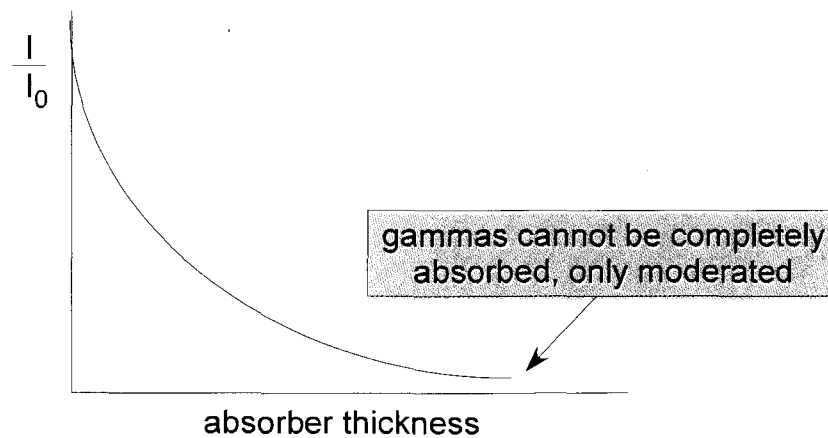 I
I0
gammas cannot be completely
absorbed, only moderated
absorber thickness